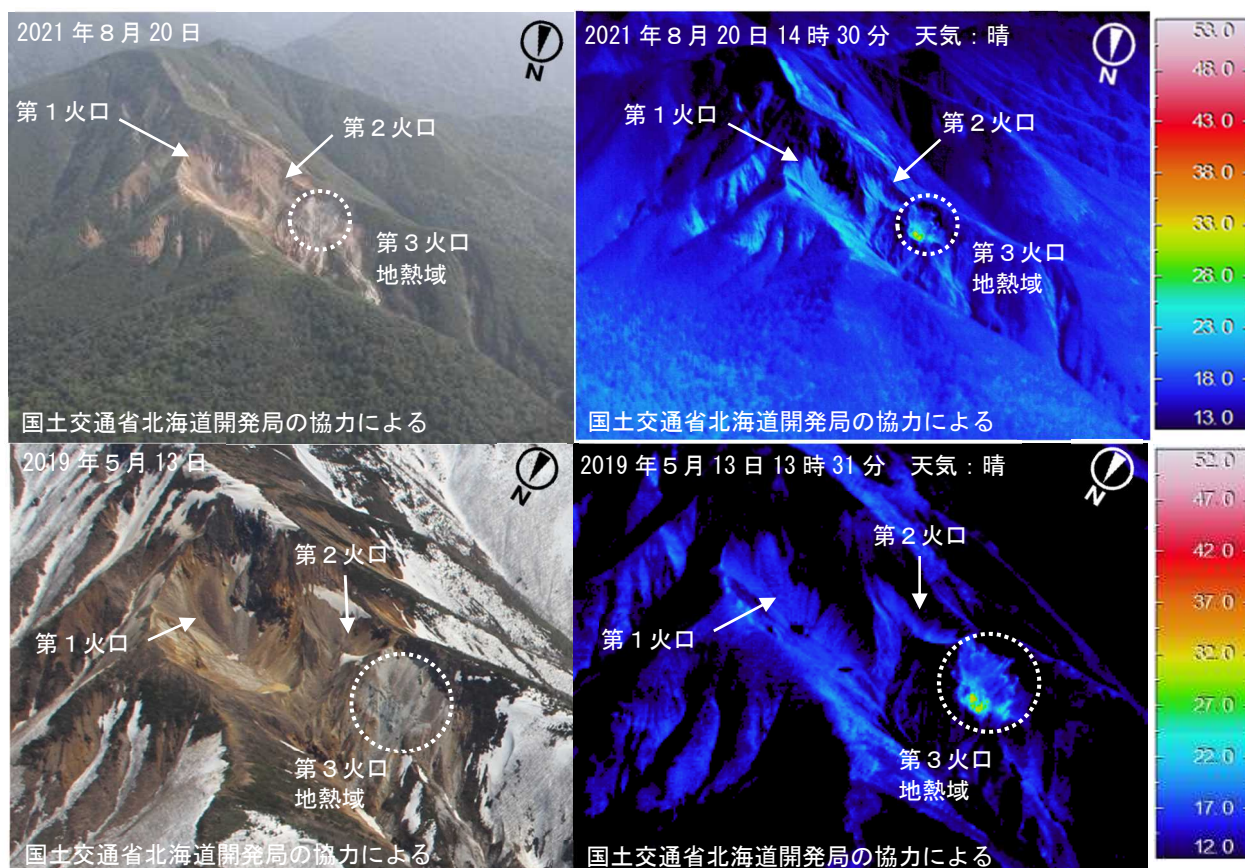 2021年8月20日
N
第1火口
第2火口
第3火口
地熱域
国土交通省北海道開発局の協力による
2021年8月20日14時30分 天気:晴
N
第1火口
第2火口
第3火口
地熱域
国土交通省北海道開発局の協力による
53.0
48.0
43.0
38.0
33.0
28.0
23.0
18.0
13.0
2019年5月13日
N
第2火口
第1火口
第3火口
地熱域
国土交通省北海道開発局の協力による
2019年5月13日13時31分 天気:晴
N
第2火口
第1火口
第3火口
地熱域
国土交通省北海道開発局の協力による
52.0
47.0
42.0
37.0
32.0
27.0
22.0
17.0
12.0